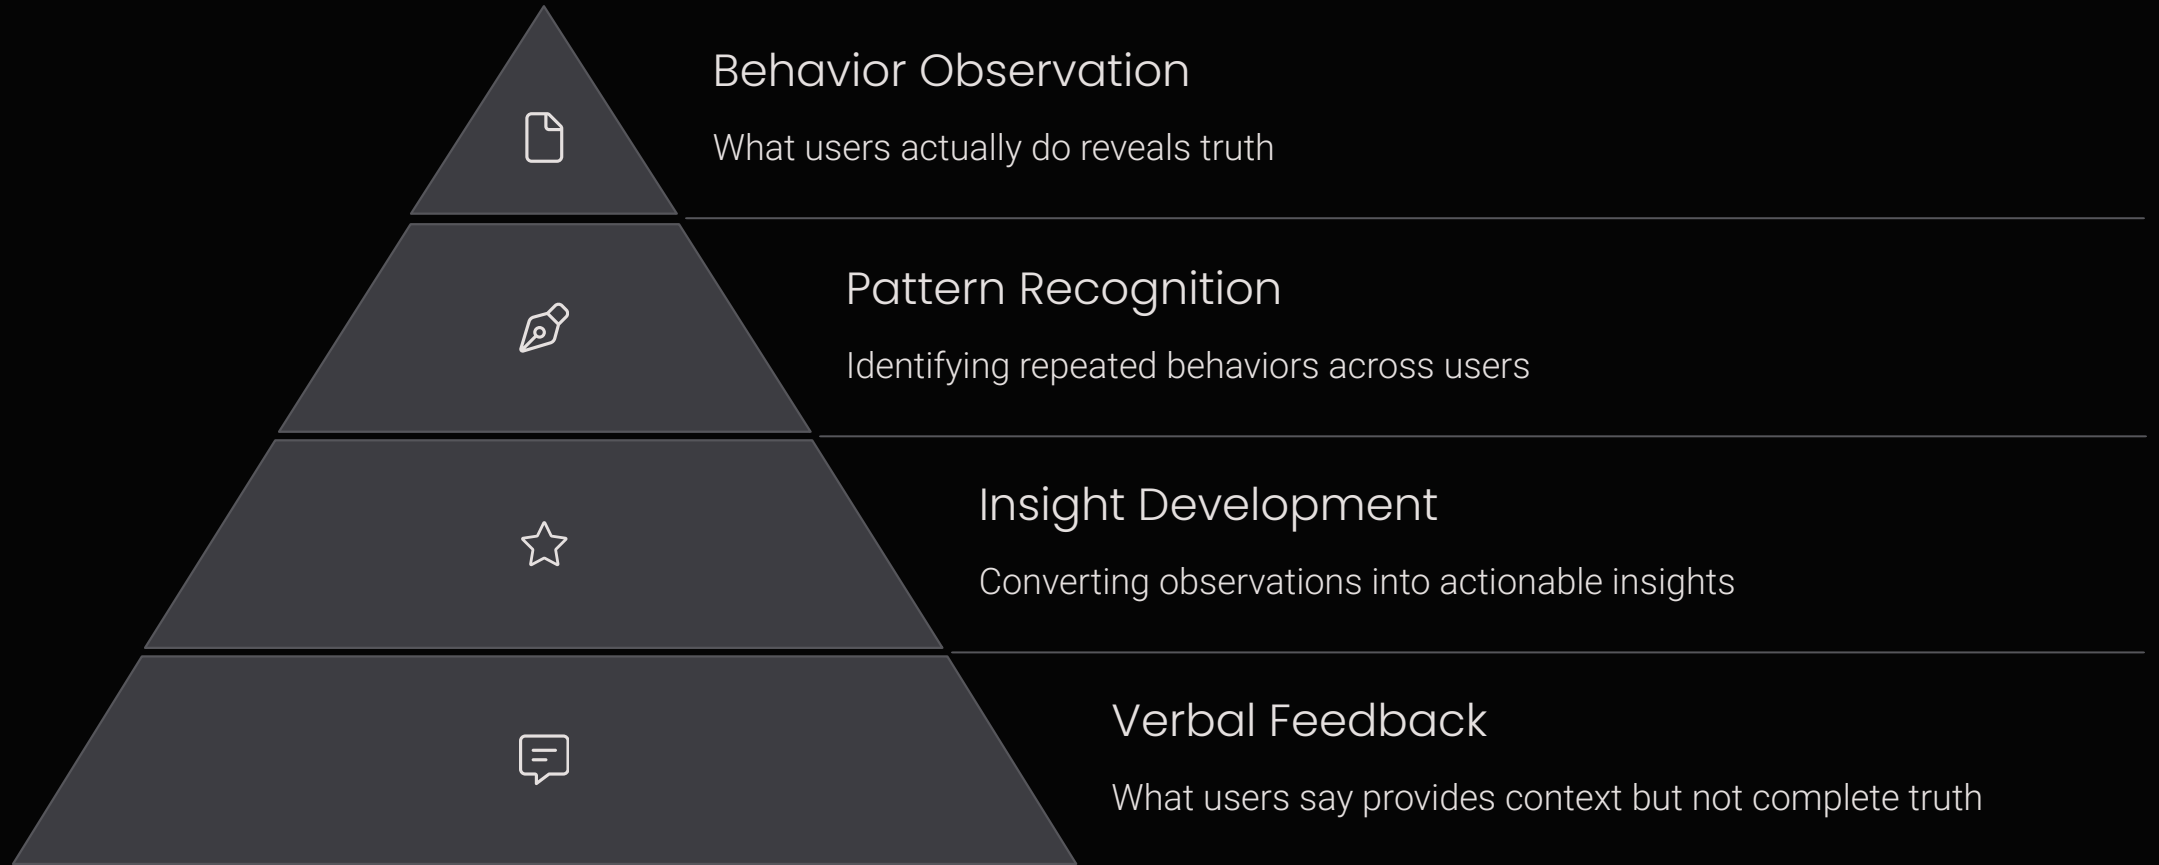 Behavior Observation
What users actually do reveals truth
Pattern Recognition
Identifying repeated behaviors across users
Insight Development
Converting observations into actionable insights
Verbal Feedback
What users say provides context but not complete truth